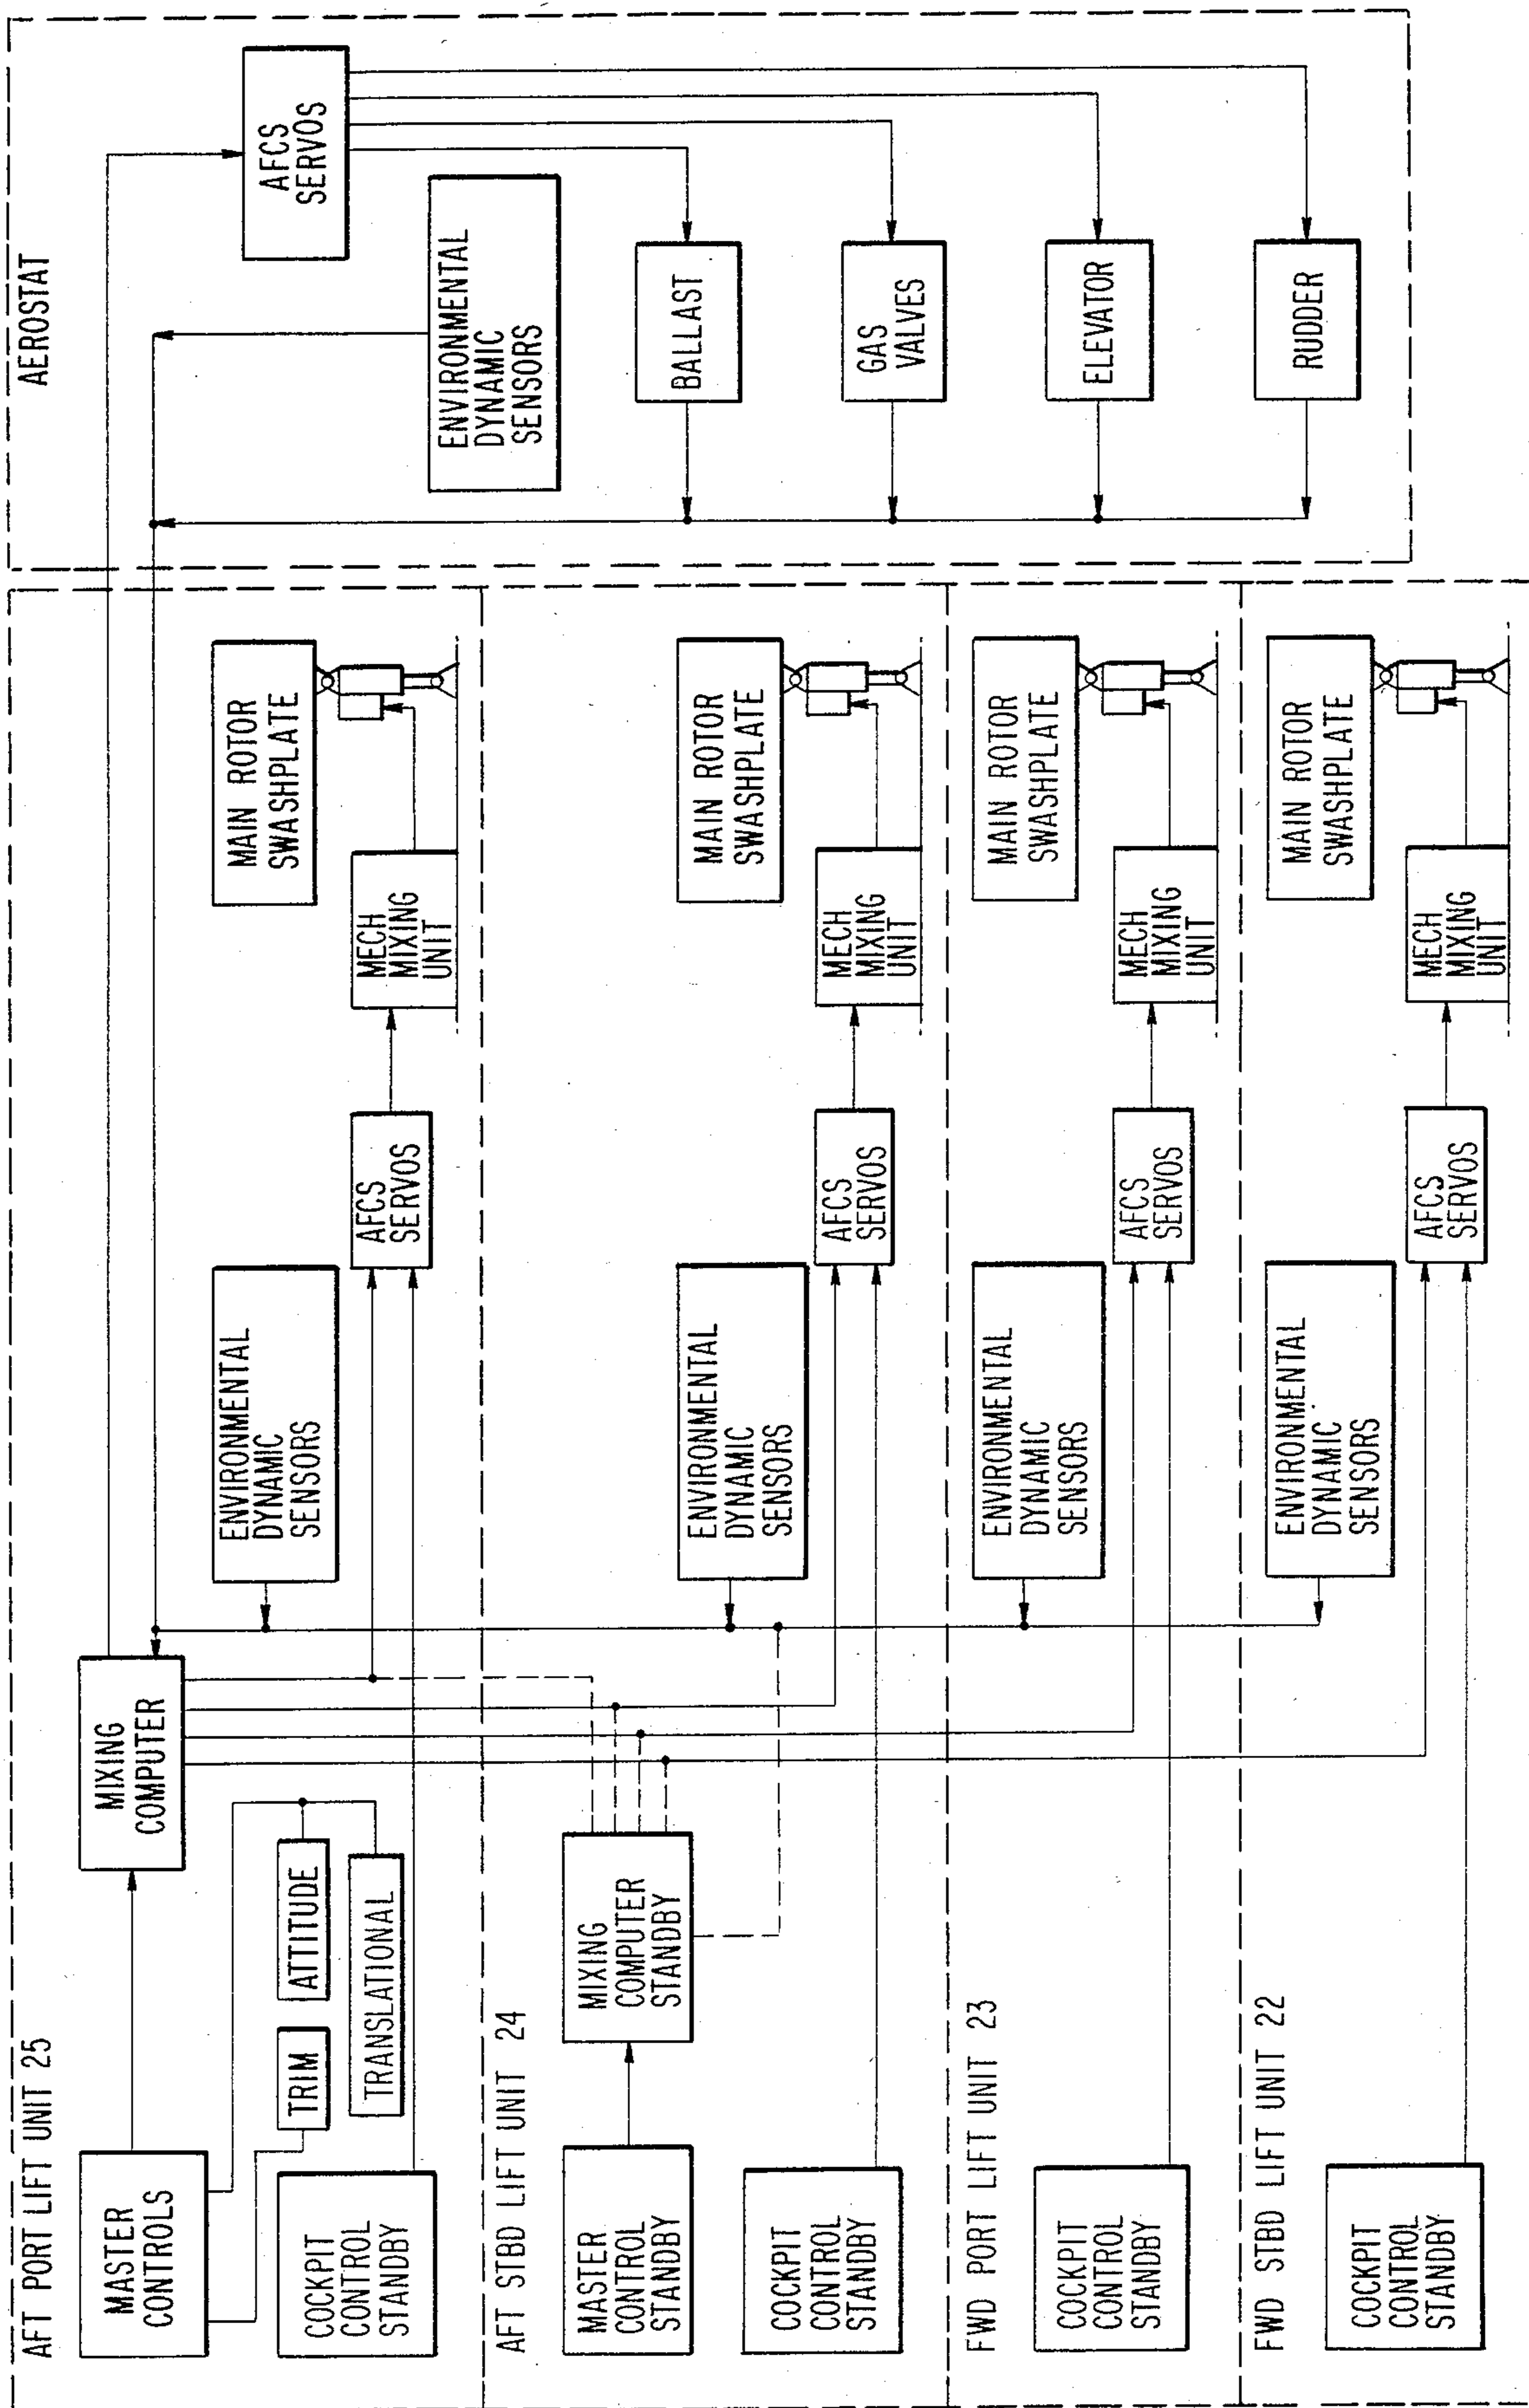 AFT PORT LIFT UNIT 25
MASTER
CONTROLS
MIXING
COMPUTER
TRIM
ATTITUDE
TRANSLATIONAL
COCKPIT
CONTROL
STANDBY
ENVIRONMENTAL
DYNAMIC
SENSORS
AFCS
SERVOS
MECH
MIXING
UNIT
MAIN ROTOR
SWASHPLATE
AFT STBD LIFT UNIT 24
MASTER
CONTROL
STANDBY
MIXING
COMPUTER
STANDBY
COCKPIT
CONTROL
STANDBY
ENVIRONMENTAL
DYNAMIC
SENSORS
AFCS
SERVOS
MECH
MIXING
UNIT
MAIN ROTOR
SWASHPLATE
FWD PORT LIFT UNIT 23
COCKPIT
CONTROL
STANDBY
ENVIRONMENTAL
DYNAMIC
SENSORS
AFCS
SERVOS
MECH
MIXING
UNIT
MAIN ROTOR
SWASHPLATE
FWD STBD LIFT UNIT 22
COCKPIT
CONTROL
STANDBY
ENVIRONMENTAL
DYNAMIC
SENSORS
AFCS
SERVOS
MECH
MIXING
UNIT
MAIN ROTOR
SWASHPLATE
AEROSTAT
AFCS
SERVOS
ENVIRONMENTAL
DYNAMIC
SENSORS
BALLAST
GAS
VALVES
ELEVATOR
RUDDER